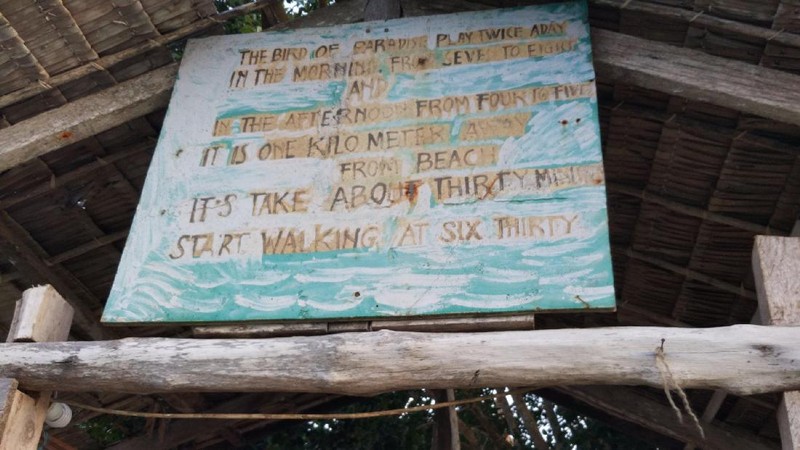 THE BIRD OF PARADISE PLAY TWICE ADAY
IN THE MORNING FROM SEVEN TO EIGHT
AND
IN THE AFTERNOON FROM FOUR TO FIVE
IT IS ONE KILO METER AWAY
FROM BEACH
IT'S TAKE ABOUT THIRTY
START WALKING AT SIX THIRTY